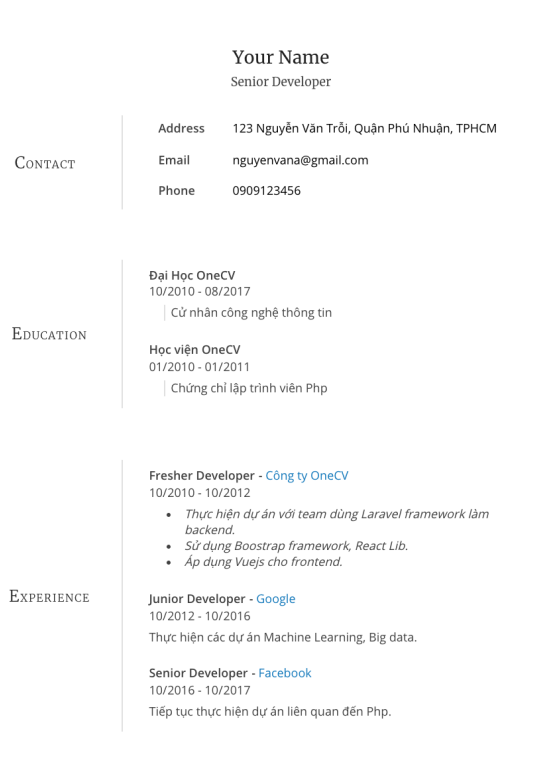 Your Name
Senior Developer
CONTACT
Address 123 Nguyễn Văn Trỗi, Quận Phú Nhuận, TPHCM
Email nguyenvana@gmail.com
Phone 0909123456
EDUCATION
Đại Học OneCV
10/2010 - 08/2017
Cử nhân công nghệ thông tin
Học viện OneCV
01/2010 - 01/2011
Chứng chỉ lập trình viên Php
EXPERIENCE
Fresher Developer - Công ty OneCV
10/2010 - 10/2012
• Thực hiện dự án với team dùng Laravel framework làm
backend.
• Sử dụng Boostrap framework, React Lib.
• Áp dụng Vuejs cho frontend.
Junior Developer - Google
10/2012 - 10/2016
Thực hiện các dự án Machine Learning, Big data.
Senior Developer - Facebook
10/2016 - 10/2017
Tiếp tục thực hiện dự án liên quan đến Php.